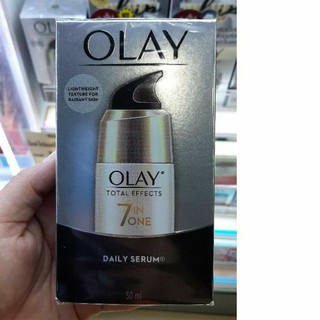 OLAY
LIGHTWEIGHT
TEXTURE FOR
RADIANT SKIN
OLAY®
TOTAL EFFECTS
7 IN
ONE
DAILY SERUM
50 ml